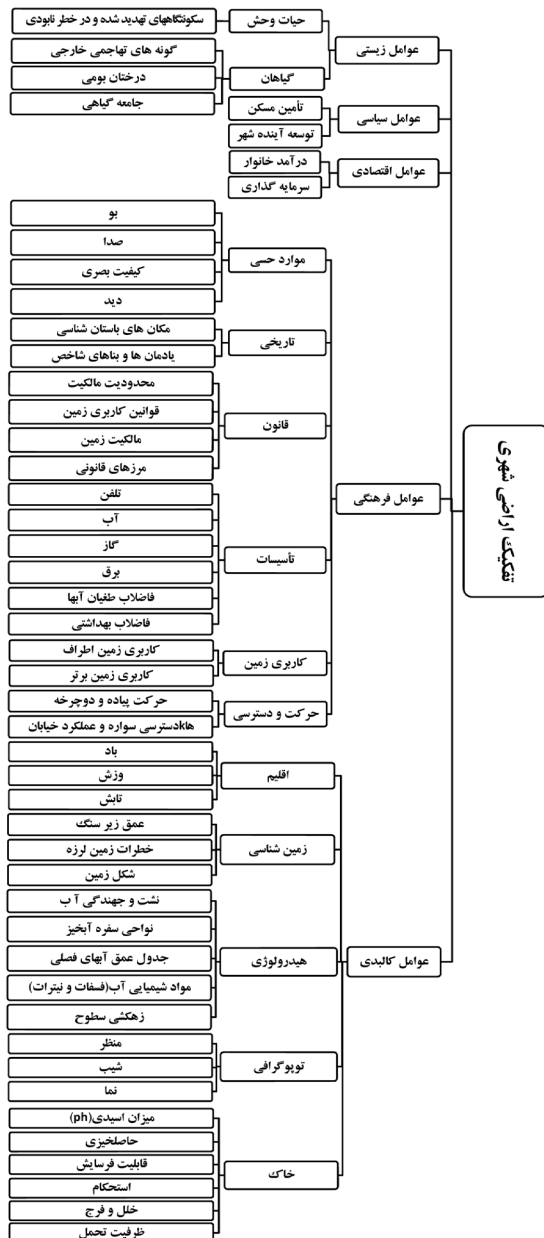 تفکیک اراضی شهری
عوامل زیستی
حیات وحش
سکونتگاههای تهدید شده و در خطر نابودی
گیاهان
گونه های تهاجمی خارجی
درختان بومی
جامعه گیاهی
عوامل سیاسی
تأمین مسکن
توسعه آینده شهر
عوامل اقتصادی
درآمد خانوار
سرمایه گذاری
عوامل فرهنگی
موارد حسی
بو
صدا
کیفیت بصری
دید
تاریخی
مکان های باستان شناسی
یادمان ها و بناهای شاخص
قانون
محدودیت مالکیت
قوانین کاربری زمین
مالکیت زمین
مرزهای قانونی
تأسیسات
تلفن
آب
گاز
برق
فاضلاب طغیان آبها
فاضلاب بهداشتی
کاربری زمین
کاربری زمین اطراف
کاربری زمین برتر
حرکت و دسترسی
حرکت پیاده و دوچرخه
هاkدسترسی سواره و عملکرد خیابان
عوامل کالبدی
اقلیم
باد
وزش
تابش
زمین شناسی
عمق زیر سنگ
خطرات زمین لرزه
شکل زمین
هیدرولوژی
نشت و جهندگی آ ب
نواحی سفره آبخیز
جدول عمق آبهای فصلی
مواد شیمیایی آب(فسفات و نیترات)
زهکشی سطوح
توپوگرافی
منظر
شیب
نما
خاک
میزان اسیدی(ph)
حاصلخیزی
قابلیت فرسایش
استحکام
خلل و فرج
ظرفیت تحمل